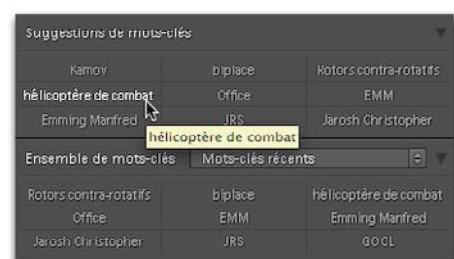 Suggestions de mots-clés
Kamov biplace Rotors contra-rotatifs
hélicoptère de combat Office EMM
Emming Manfred JRS Jarosh Christopher
hélicoptère de combat
Ensemble de mots-clés Mots-clés récents
Rotors contra-rotatifs biplace hélicoptère de combat
Office EMM Emming Manfred
Jarosh Christopher JRS GOCL